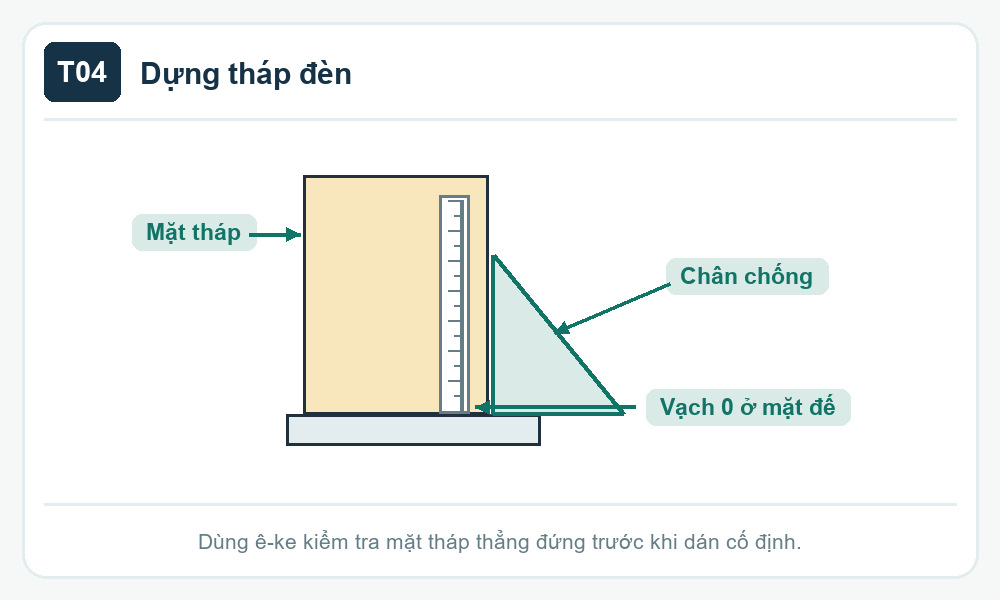 T04
Dựng tháp đèn
Mặt tháp
Chân chống
Vạch 0 ở mặt đế
Dùng ê-ke kiểm tra mặt tháp thẳng đứng trước khi dán cố định.